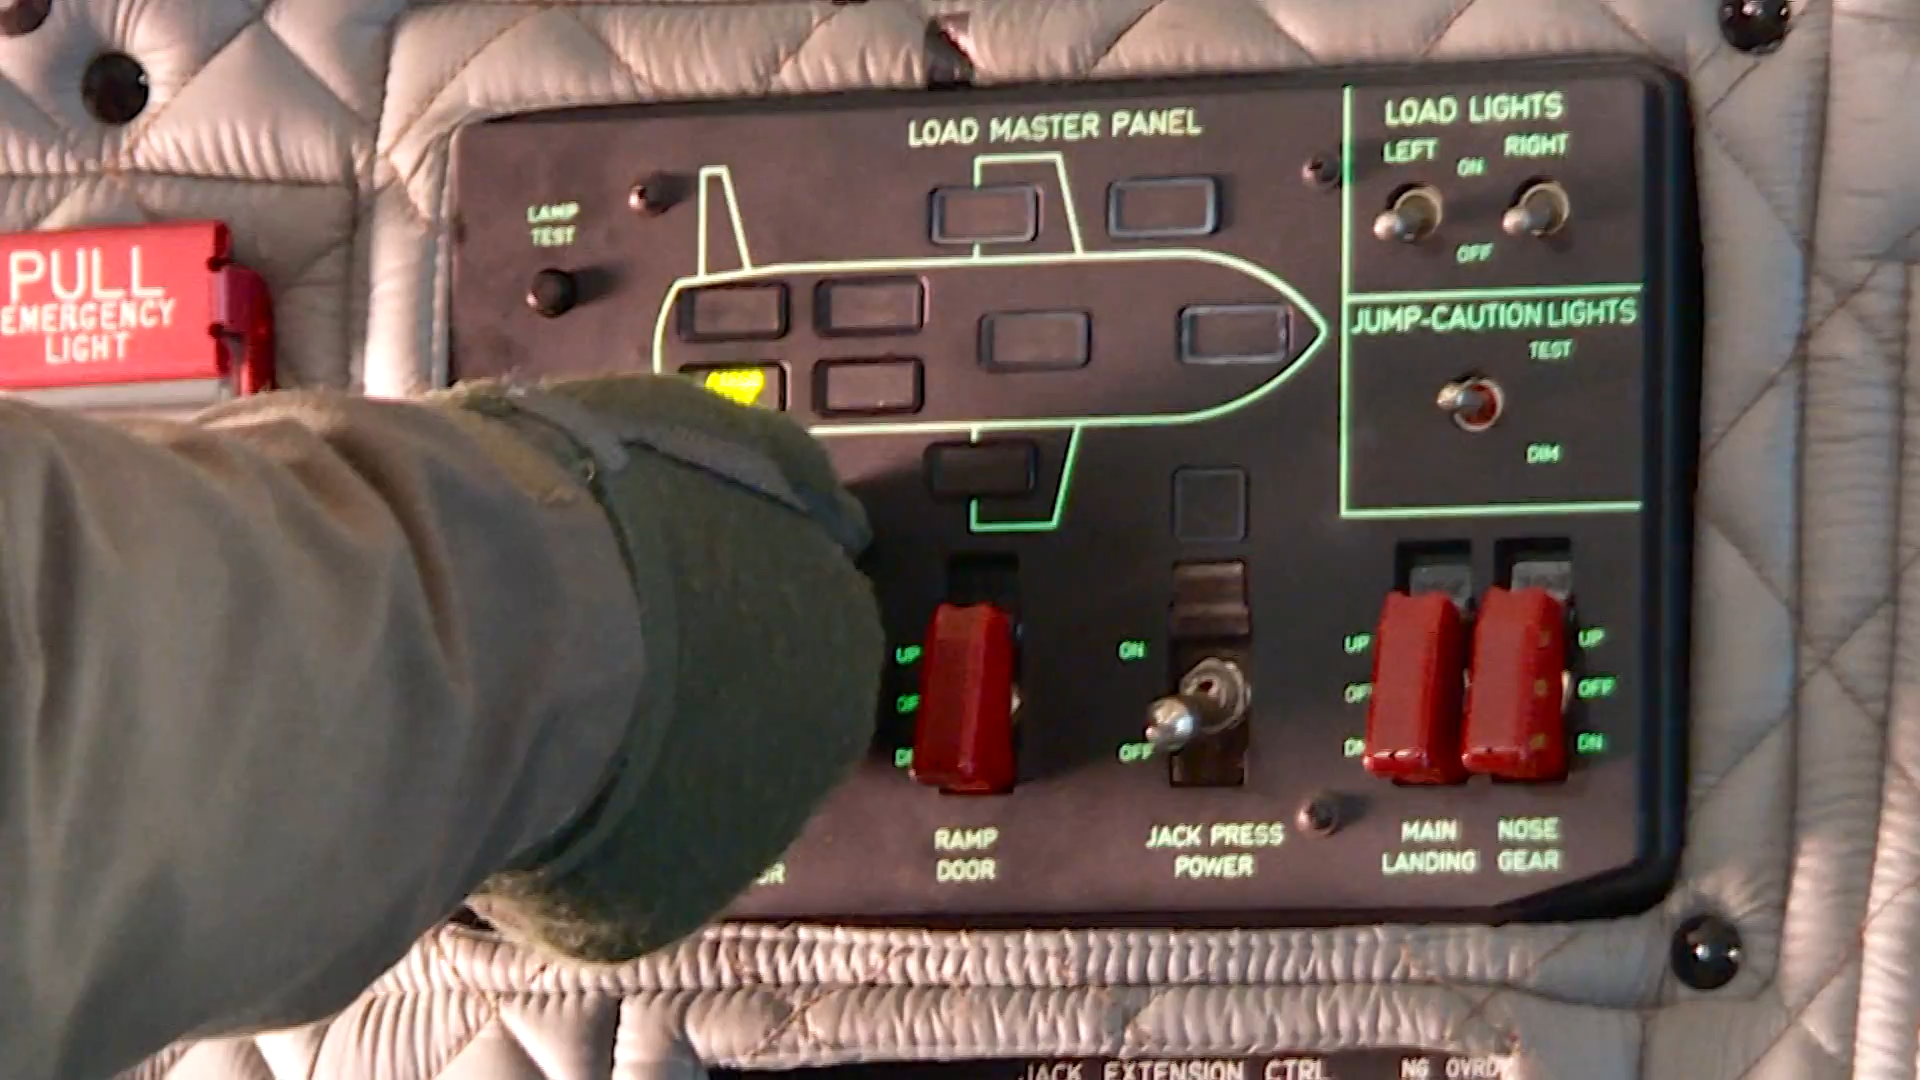 LOAD MASTER PANEL
LAMP
TEST
PULL
EMERGENCY
LIGHT
LOAD LIGHTS
LEFT
RIGHT
ON
OFF
JUMP-CAUTION LIGHTS
TEST
DIM
UP
ON
OFF
UP
UP
OFF
DN
RAMP
DOOR
JACK PRESS
POWER
MAIN
LANDING
NOSE
GEAR
JACK EXTENSION CTRL
NG OVRD